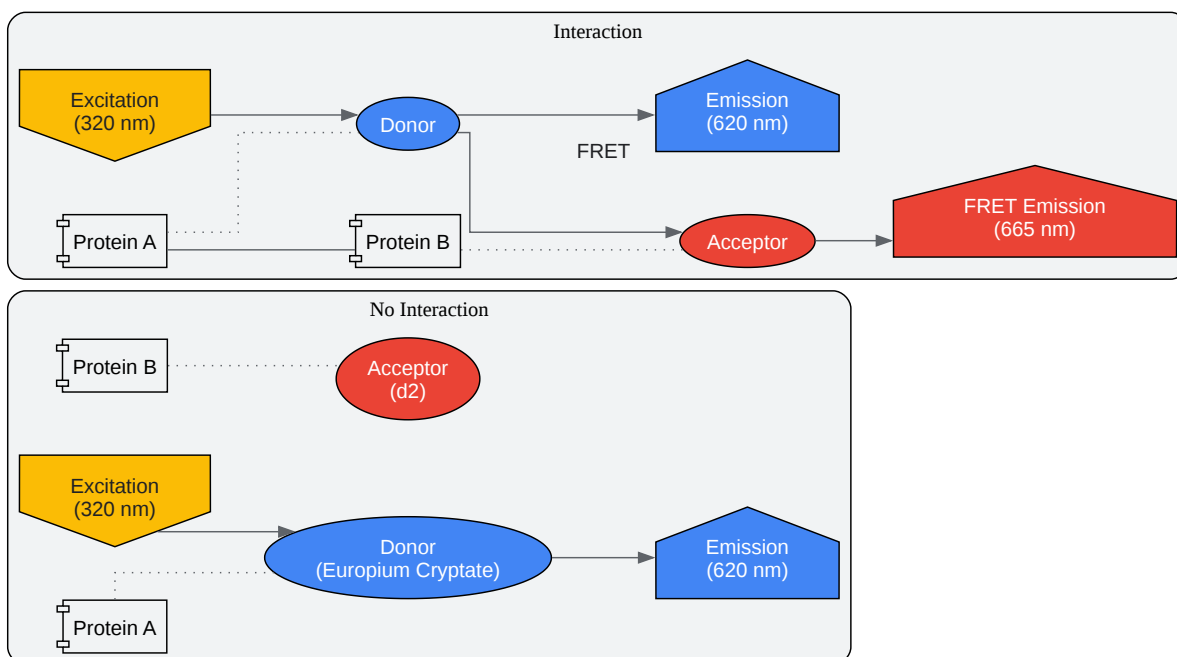 Interaction
Excitation
(320 nm)
Donor
Emission
(620 nm)
FRET
Protein A
Protein B
Acceptor
FRET Emission
(665 nm)
No Interaction
Protein B
Acceptor
(d2)
Excitation
(320 nm)
Donor
(Europium Cryptate)
Emission
(620 nm)
Protein A